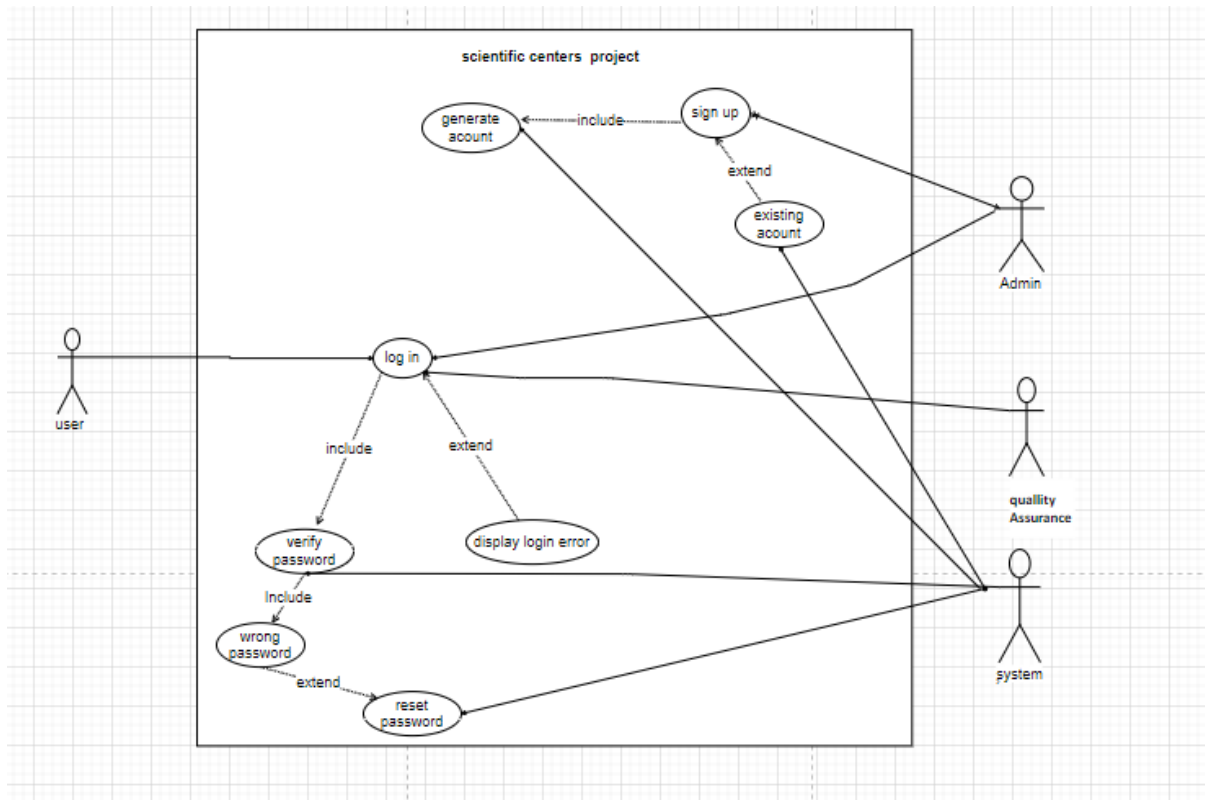 scientific centers project
generate
acount
include
sign up
extend
existing
acount
Admin
log in
user
include
extend
quallity
Assurance
verify
password
display login error
Include
wrong
password
extend
reset
password
system